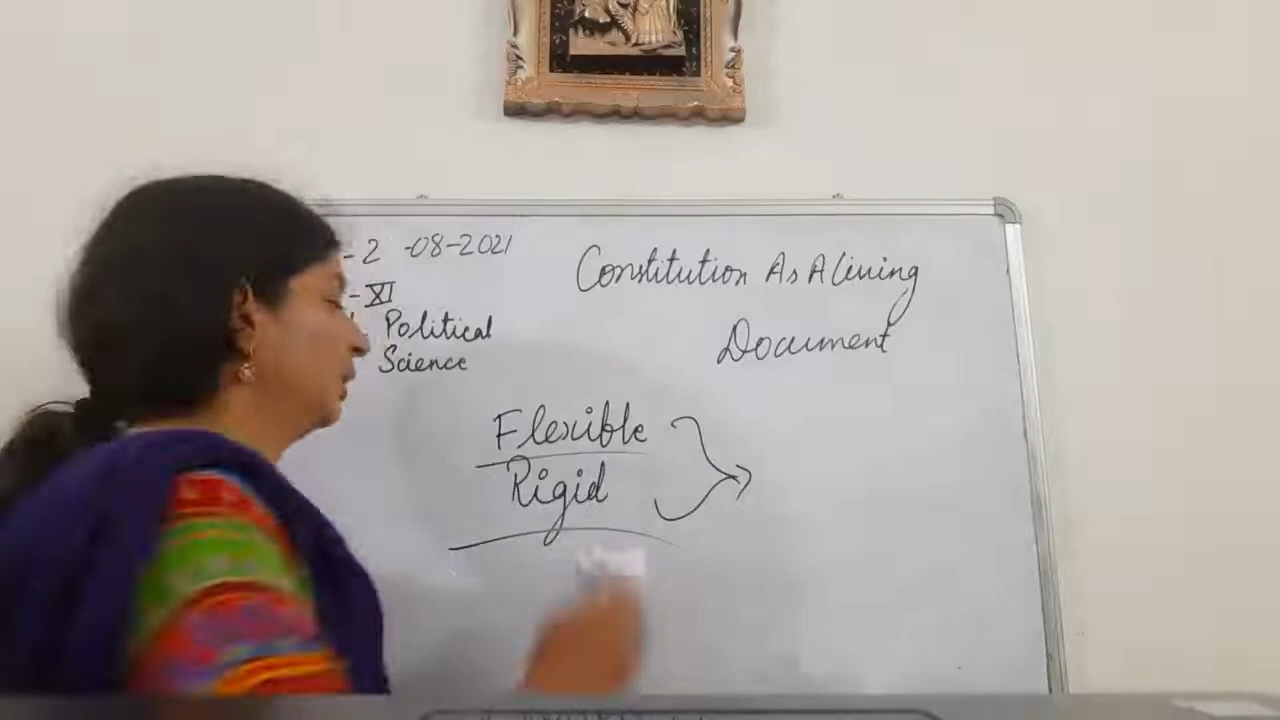 - 2 -08-2021
- XI
Political
Science
Constitution As A Living
Document
Flexible
Rigid